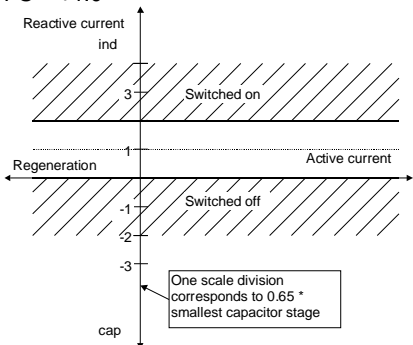 Reactive current
ind
3
Switched on
1
Regeneration
Active current
-1
Switched off
-2
-3
One scale division
corresponds to 0.65 *
smallest capacitor stage
cap